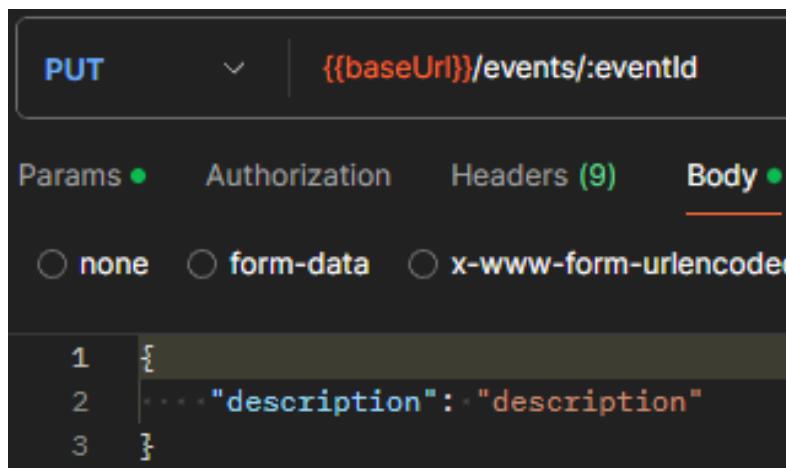 PUT {{baseUrl}}/events/:eventId
Params Authorization Headers (9) Body
none form-data x-www-form-urlencoded
1 {
2 "description": "description"
3 }